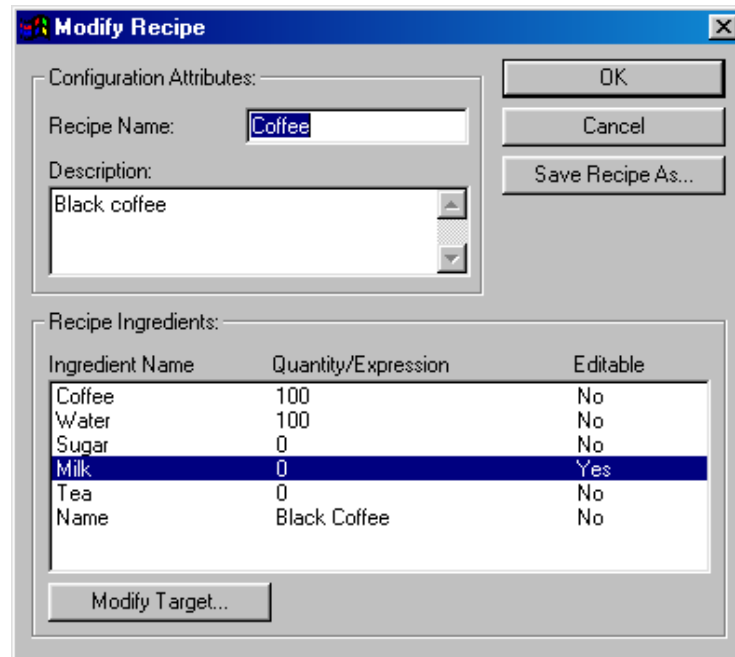 Modify Recipe
Configuration Attributes:
OK
Recipe Name: Coffee
Cancel
Description:
Save Recipe As...
Black coffee
Recipe Ingredients:
Ingredient Name Quantity/Expression Editable
Coffee 100 No
Water 100 No
Sugar 0 No
Milk 0 Yes
Tea 0 No
Name Black Coffee No
Modify Target...